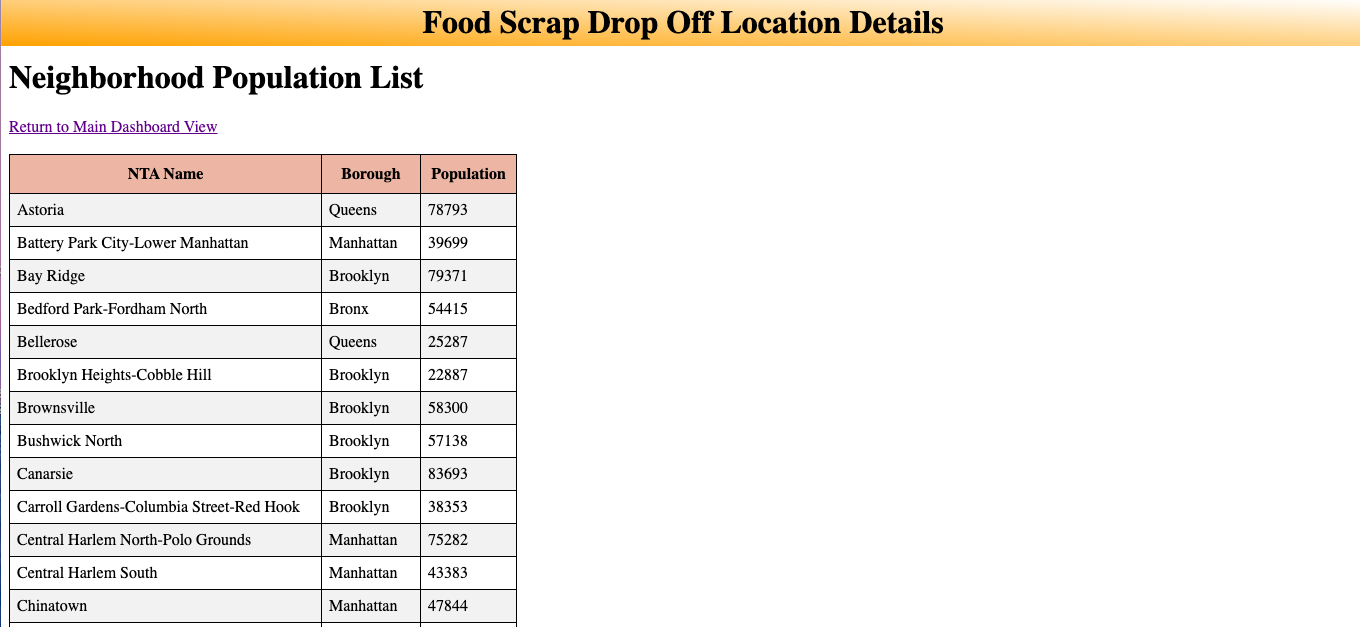 Food Scrap Drop Off Location Details
Neighborhood Population List
Return to Main Dashboard View
NTA Name Borough Population
Astoria Queens 78793
Battery Park City-Lower Manhattan Manhattan 39699
Bay Ridge Brooklyn 79371
Bedford Park-Fordham North Bronx 54415
Bellerose Queens 25287
Brooklyn Heights-Cobble Hill Brooklyn 22887
Brownsville Brooklyn 58300
Bushwick North Brooklyn 57138
Canarsie Brooklyn 83693
Carroll Gardens-Columbia Street-Red Hook Brooklyn 38353
Central Harlem North-Polo Grounds Manhattan 75282
Central Harlem South Manhattan 43383
Chinatown Manhattan 47844